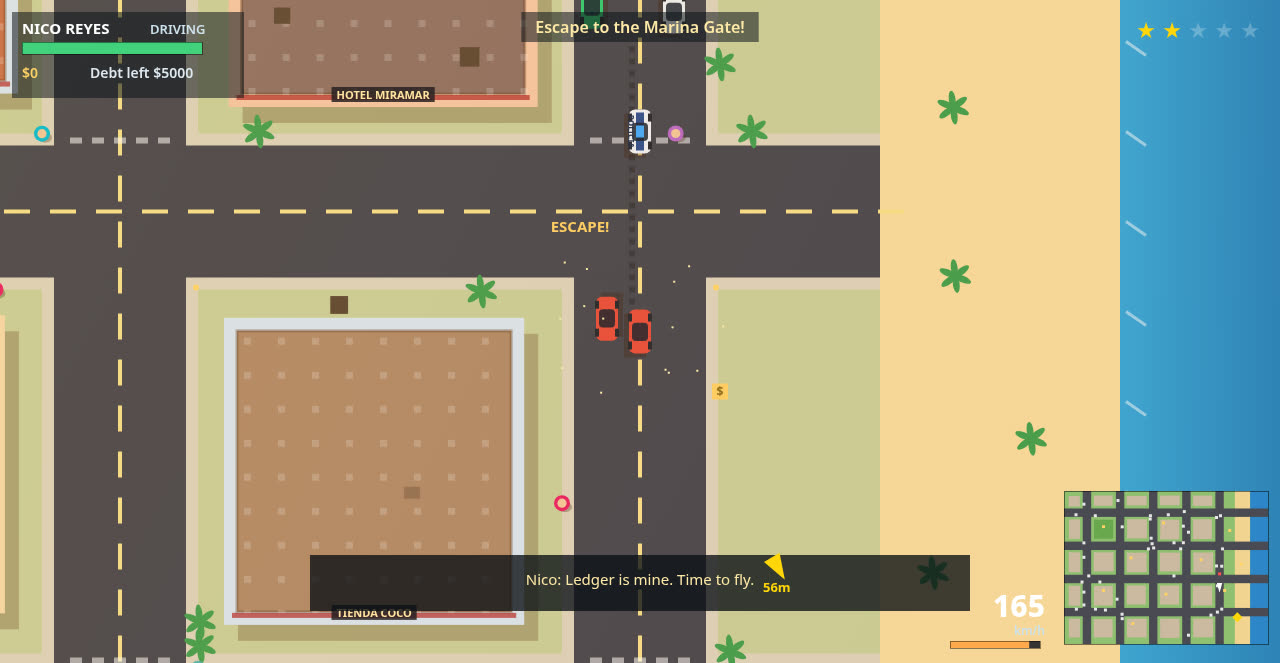 NICO REYES
DRIVING
$0
Debt left $5000
Escape to the Marina Gate!
HOTEL MIRAMAR
ESCAPE!
$
Nico: Ledger is mine. Time to fly.
56m
TIENDA COCO
165